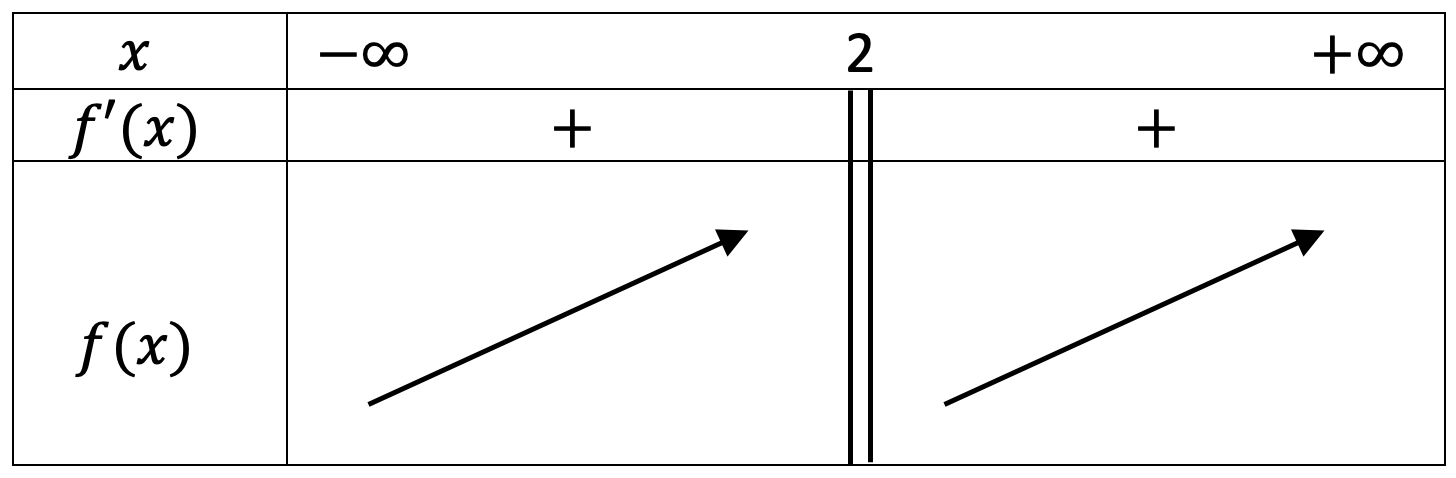 x −∞ 2 +∞
f′(x) + +
f(x)